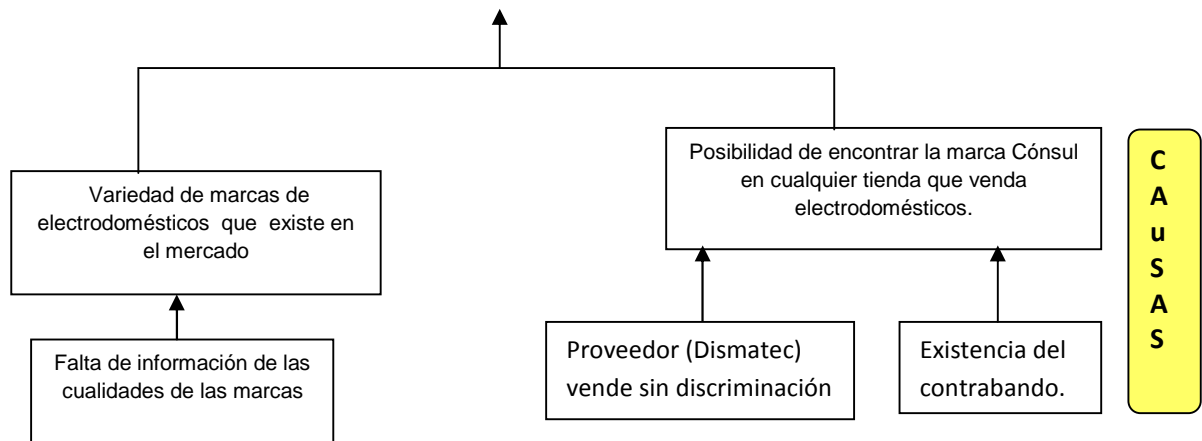 Variedad de marcas de
electrodomésticos que existe en
el mercado
Falta de información de las
cualidades de las marcas
Posibilidad de encontrar la marca Cónsul
en cualquier tienda que venda
electrodomésticos.
Proveedor (Dismatec)
vende sin discriminación
Existencia del
contrabando.
C
A
u
S
A
S